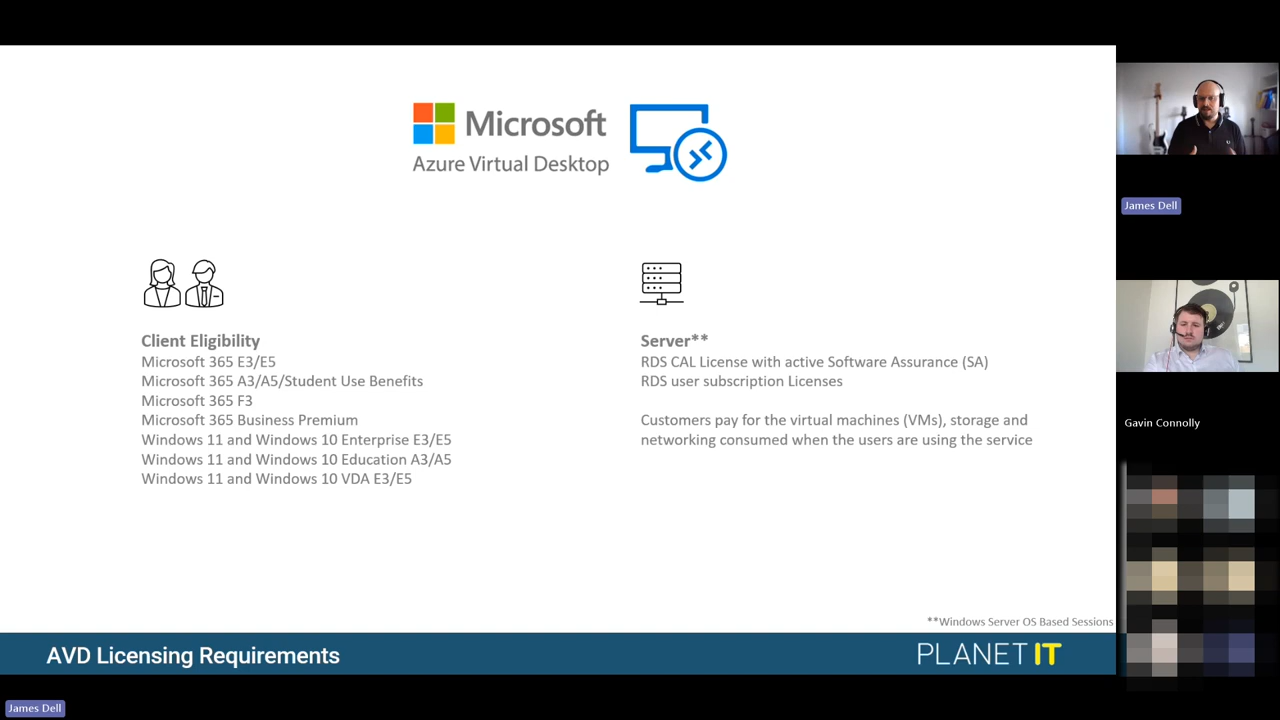 Microsoft
Azure Virtual Desktop
Client Eligibility
Microsoft 365 E3/E5
Microsoft 365 A3/A5/Student Use Benefits
Microsoft 365 F3
Microsoft 365 Business Premium
Windows 11 and Windows 10 Enterprise E3/E5
Windows 11 and Windows 10 Education A3/A5
Windows 11 and Windows 10 VDA E3/E5
Server**
RDS CAL License with active Software Assurance (SA)
RDS user subscription Licenses
Customers pay for the virtual machines (VMs), storage and
networking consumed when the users are using the service
**Windows Server OS Based Sessions
AVD Licensing Requirements
PLANET IT
James Dell
Gavin Connolly
James Dell